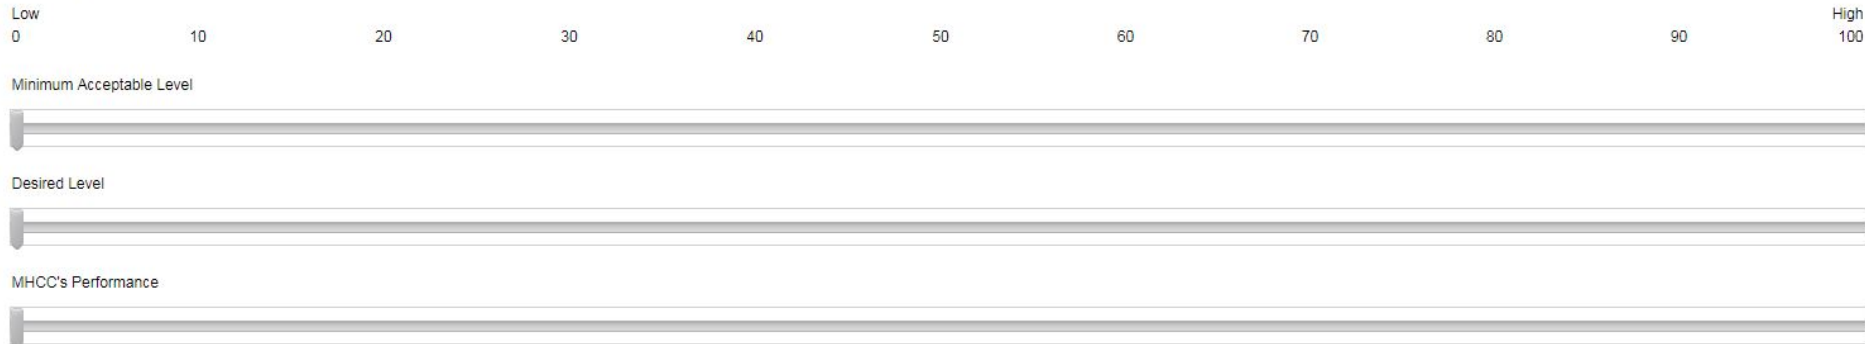 Low High
0 10 20 30 40 50 60 70 80 90 100
Minimum Acceptable Level
Desired Level
MHCC's Performance